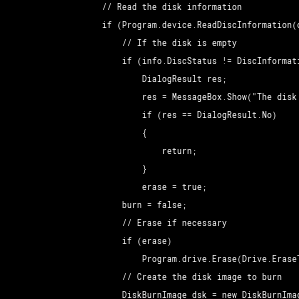 // Read the disk information
if (Program.device.ReadDiscInformation(
// If the disk is empty
if (info.DiscStatus != DiscInformati
DialogResult res;
res = MessageBox.Show("The disk
if (res == DialogResult.No)
{
return;
}
erase = true;
burn = false;
// Erase if necessary
if (erase)
Program.drive.Erase(Drive.Erase
// Create the disk image to burn
DiskBurnImage dsk = new DiskBurnImag